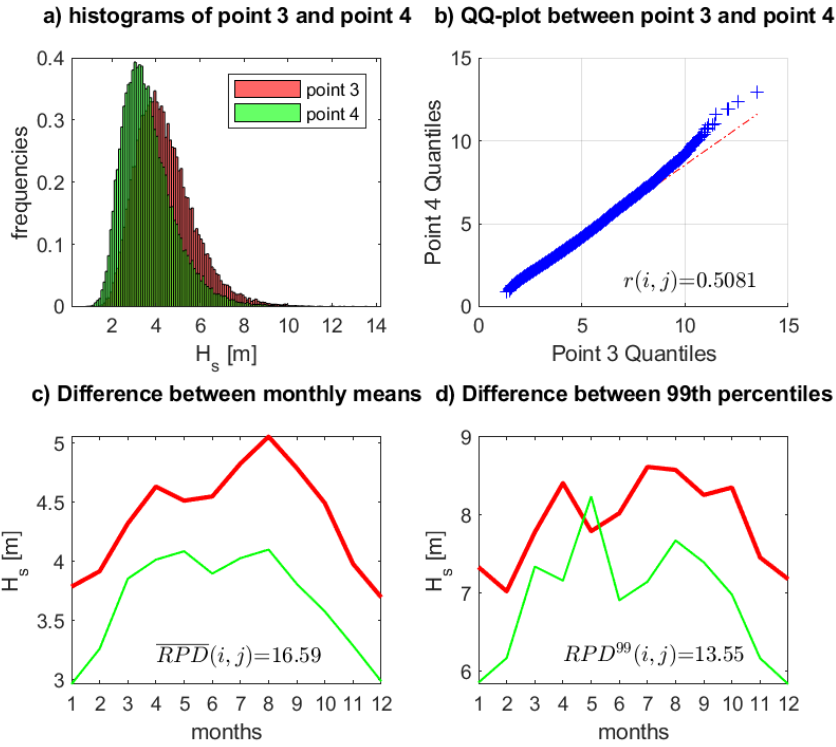 a) histograms of point 3 and point 4
0.4
0.3
0.2
0.1
0
frequencies
point 3
point 4
2 4 6 8 10 12 14
H_s [m]
b) QQ-plot between point 3 and point 4
15
10
5
0
Point 4 Quantiles
r(i, j)=0.5081
0 5 10 15
Point 3 Quantiles
c) Difference between monthly means
5
4.5
4
3.5
3
H_s [m]
\overline{RPD}(i, j)=16.59
1 2 3 4 5 6 7 8 9 10 11 12
months
d) Difference between 99th percentiles
9
8
7
6
H_s [m]
RPD^{99}(i, j)=13.55
1 2 3 4 5 6 7 8 9 10 11 12
months